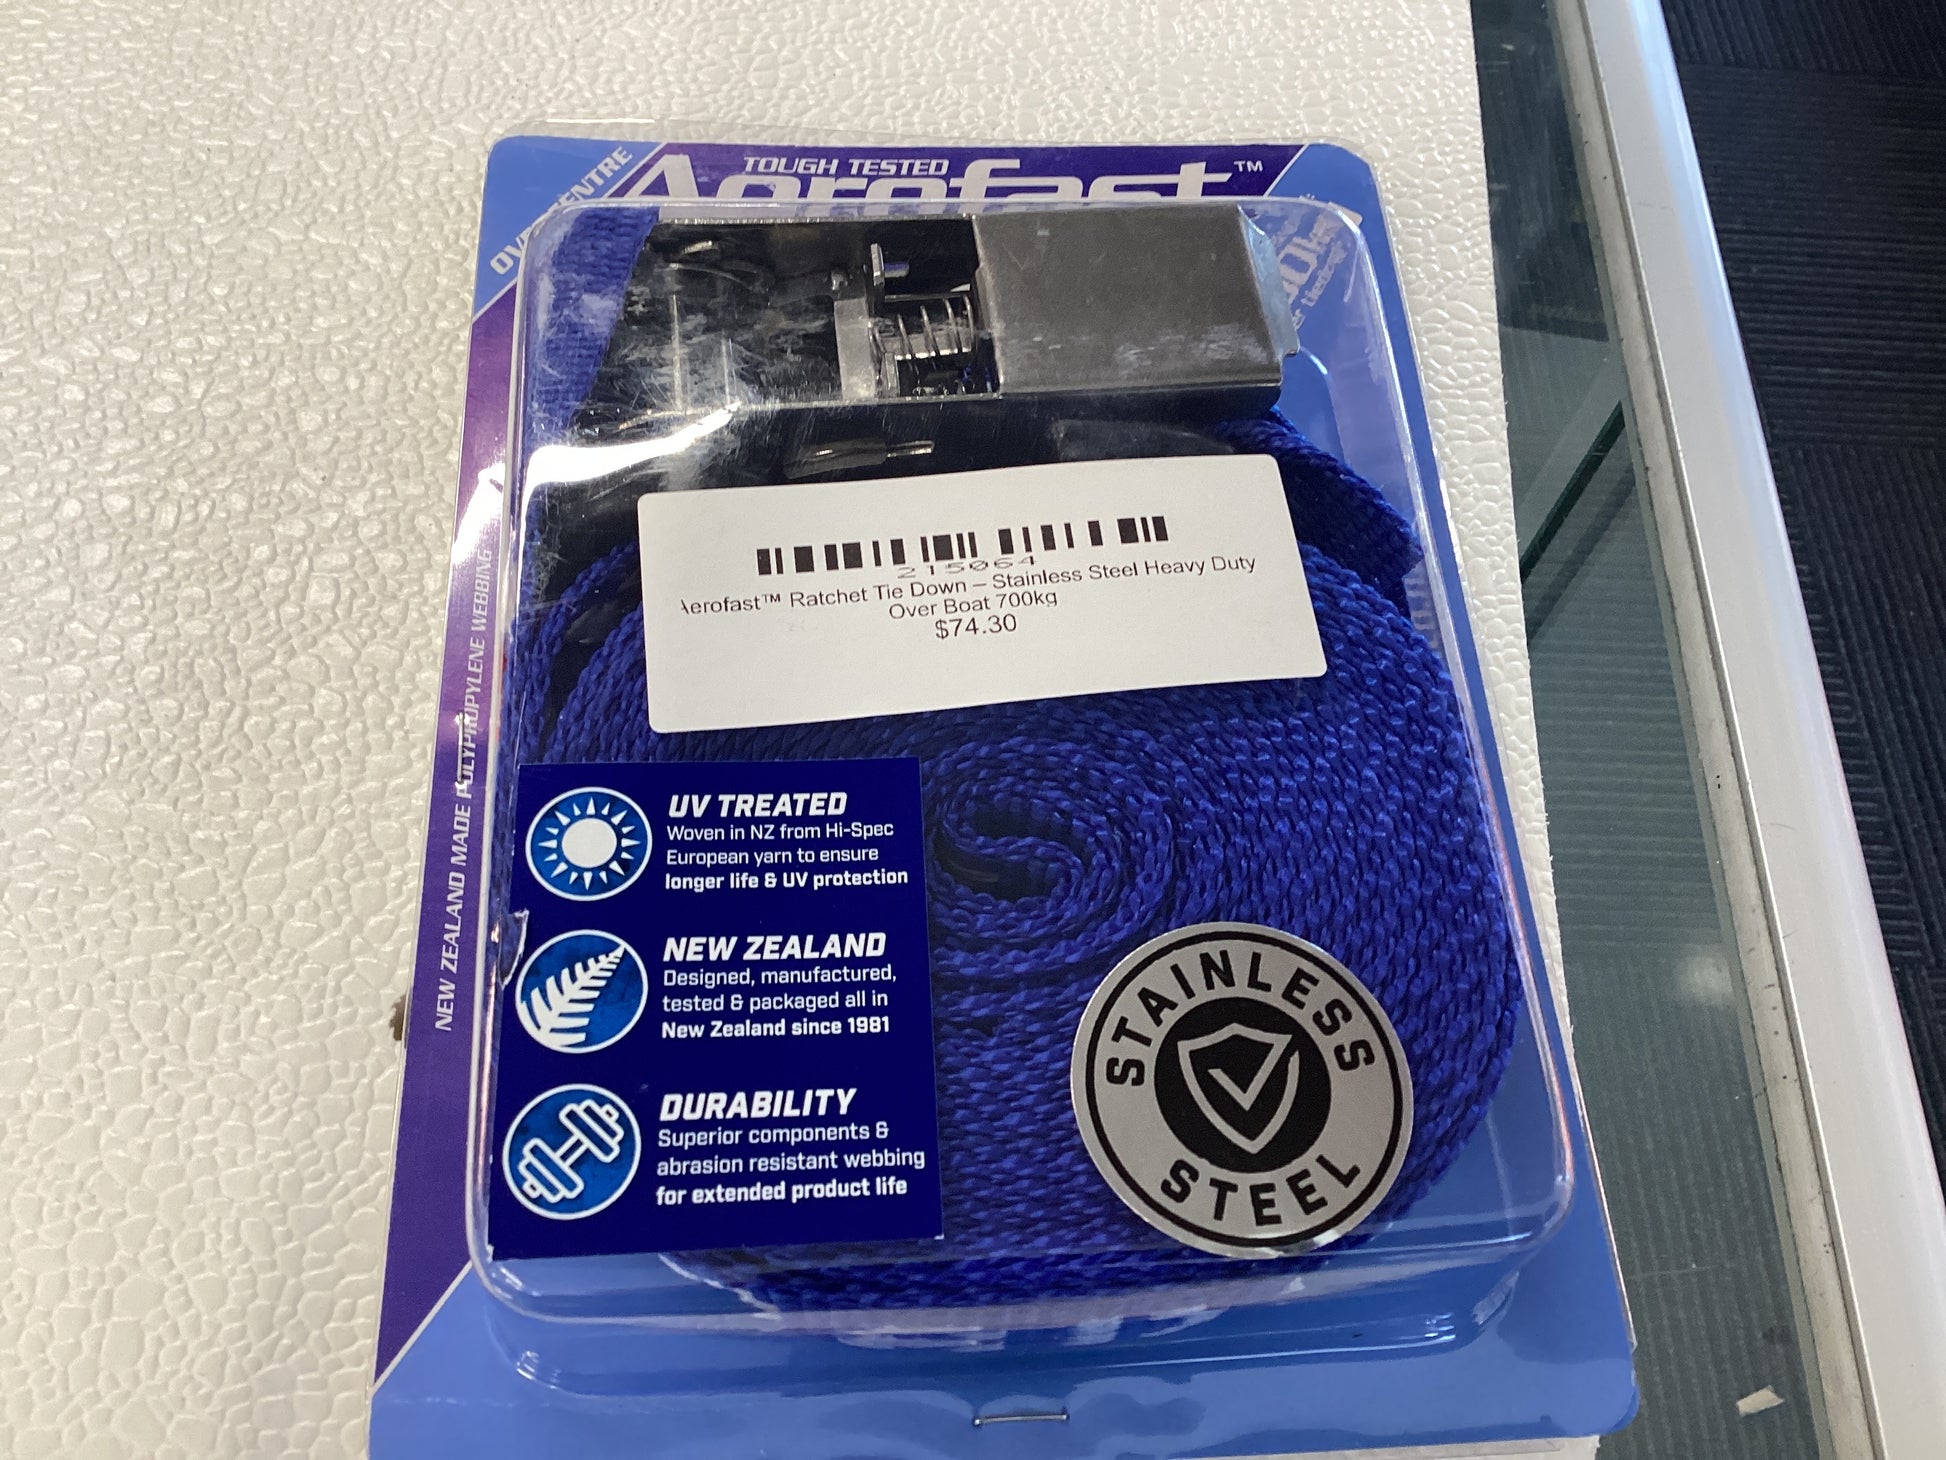 TOUGH TESTED
Aerofast™
215064
Aerofast™ Ratchet Tie Down – Stainless Steel Heavy Duty
Over Boat 700kg
$74.30
NEW ZEALAND MADE POLYPROPYLENE WEBBING
UV TREATED
Woven in NZ from Hi-Spec
European yarn to ensure
longer life & UV protection
NEW ZEALAND
Designed, manufactured,
tested & packaged all in
New Zealand since 1981
DURABILITY
Superior components &
abrasion resistant webbing
for extended product life
STAINLESS
STEEL